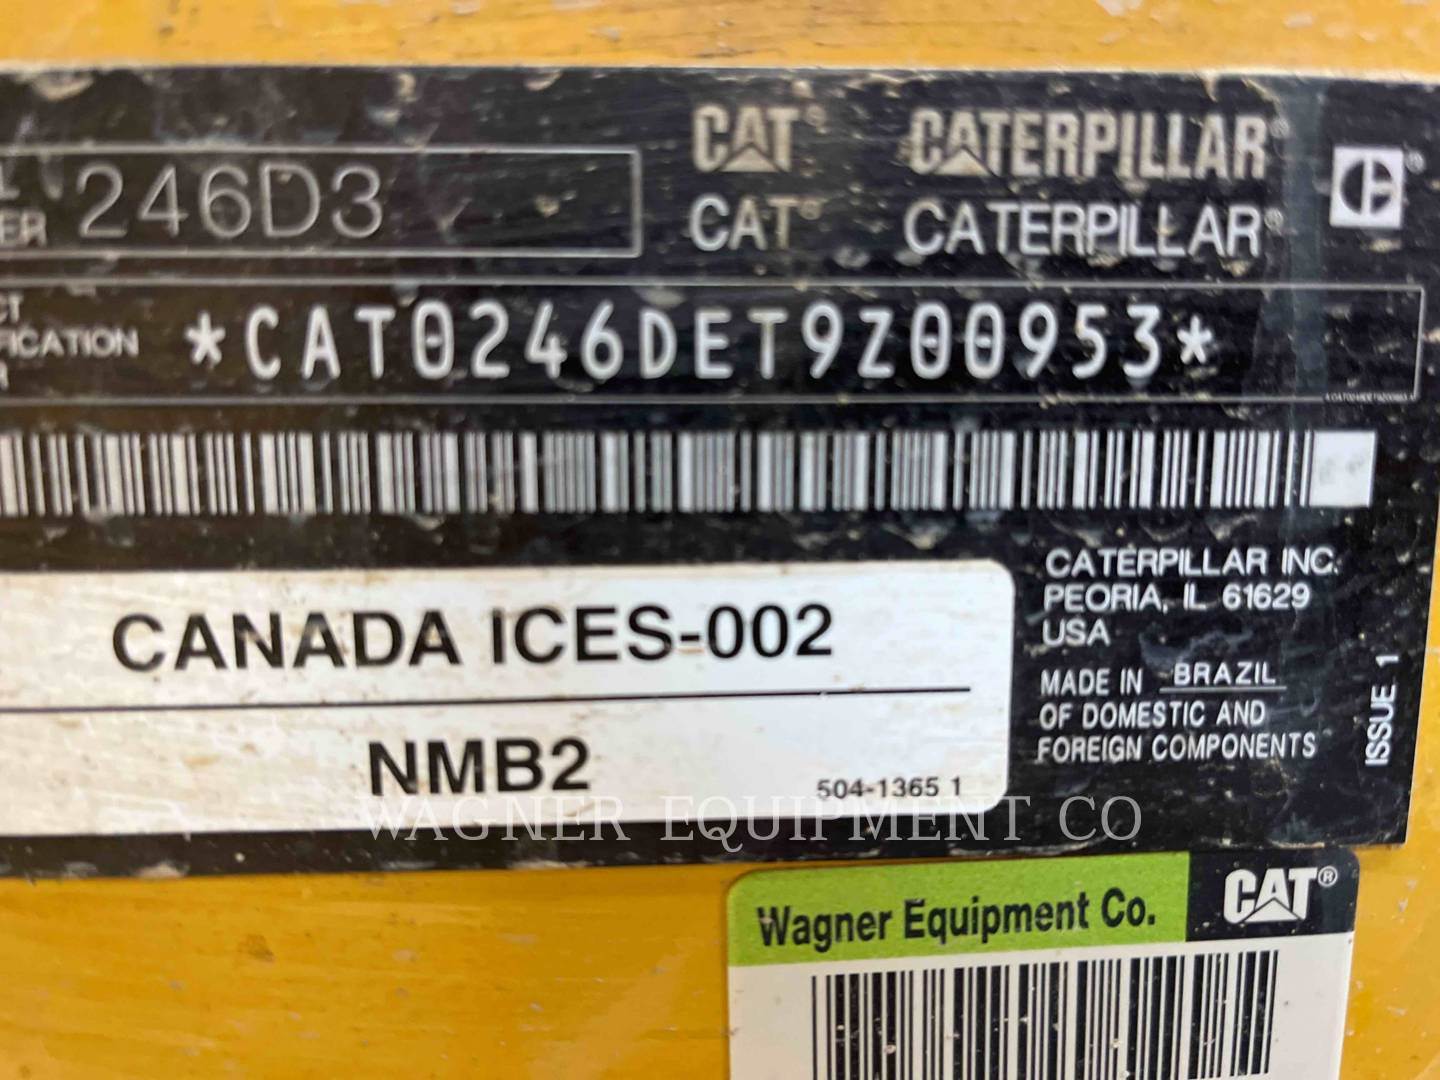 246D3
CAT® CATERPILLAR®
CAT® CATERPILLAR®
*CAT0246DET9Z00953*
CANADA ICES-002
NMB2
504-1365 1
CATERPILLAR INC.
PEORIA, IL 61629
USA
MADE IN BRAZIL
OF DOMESTIC AND
FOREIGN COMPONENTS
ISSUE 1
WAGNER EQUIPMENT CO
Wagner Equipment Co.
CAT®